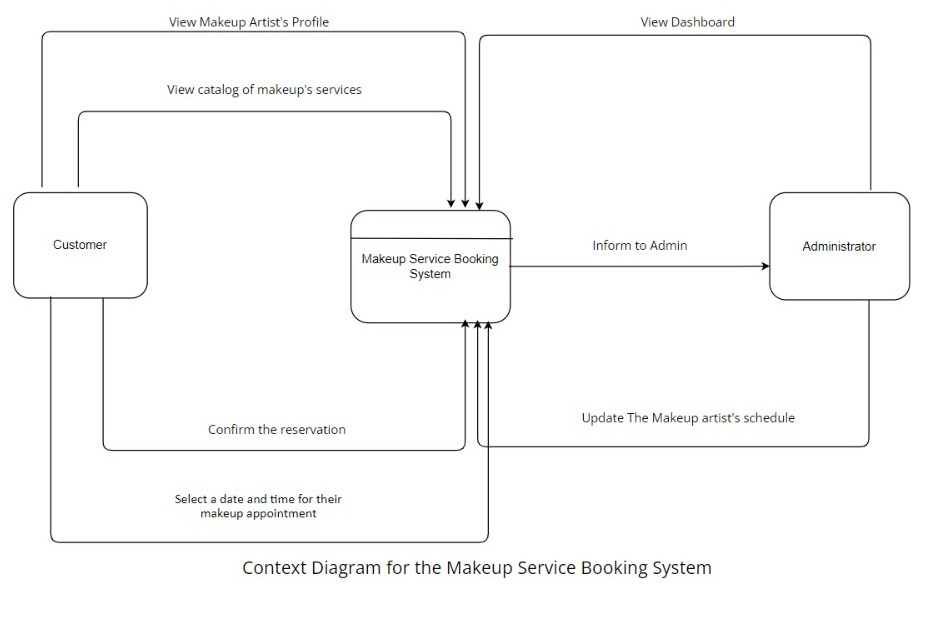 View Makeup Artist's Profile
View Dashboard
View catalog of makeup's services
Customer
Makeup Service Booking
System
Inform to Admin
Administrator
Update The Makeup artist's schedule
Confirm the reservation
Select a date and time for their
makeup appointment
Context Diagram for the Makeup Service Booking System